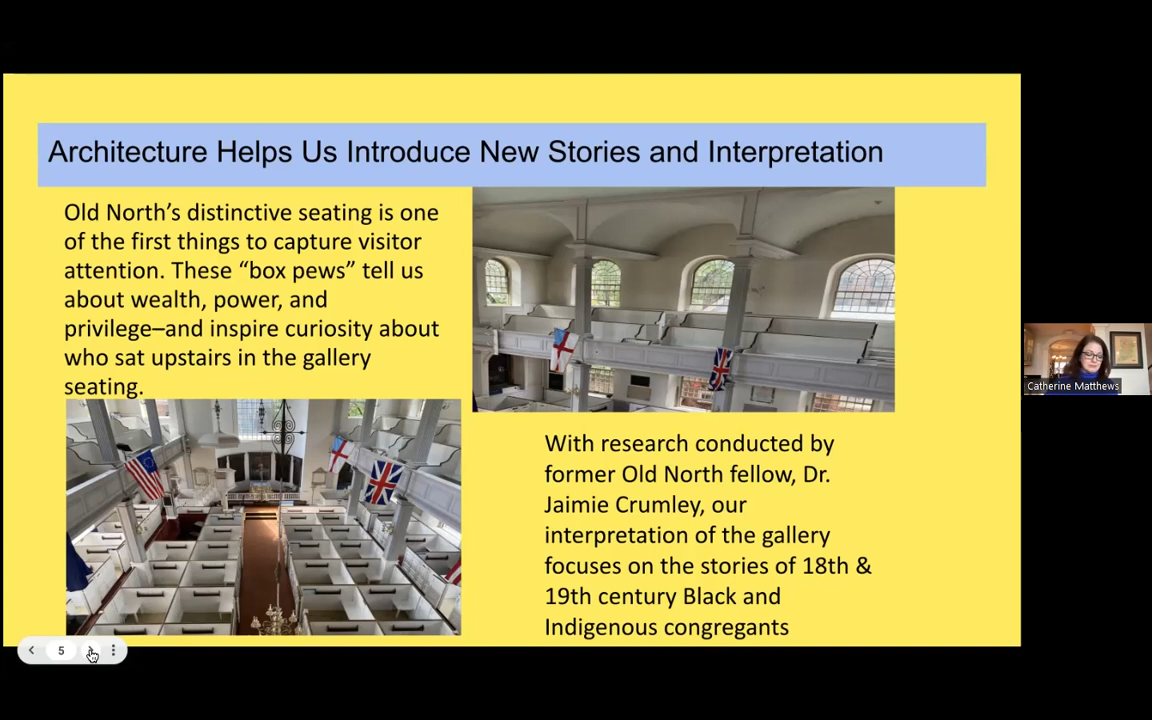 Architecture Helps Us Introduce New Stories and Interpretation
Old North’s distinctive seating is one
of the first things to capture visitor
attention. These “box pews” tell us
about wealth, power, and
privilege–and inspire curiosity about
who sat upstairs in the gallery
seating.
With research conducted by
former Old North fellow, Dr.
Jaimie Crumley, our
interpretation of the gallery
focuses on the stories of 18th &
19th century Black and
Indigenous congregants
Catherine Matthews
5